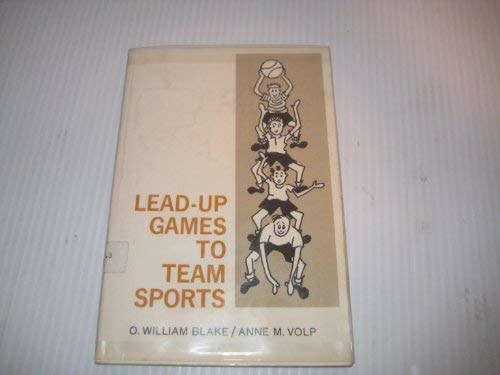 LEAD-UP
GAMES
TO
TEAM
SPORTS
O. WILLIAM BLAKE/ANNE M. VOLP